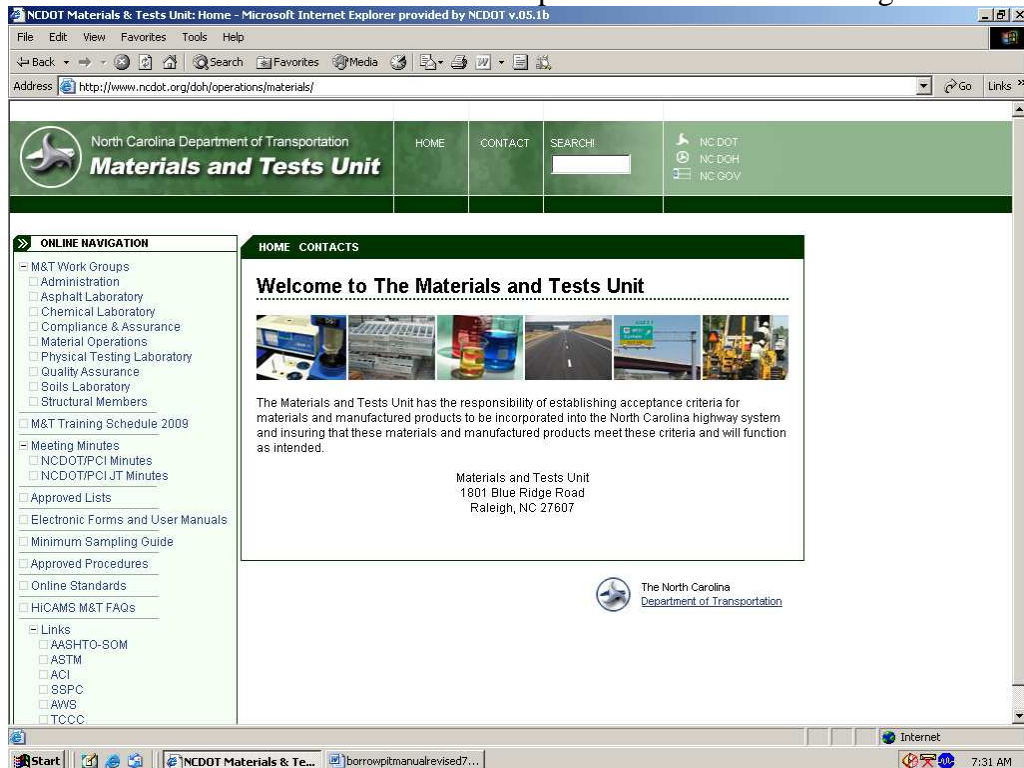 NCDOT Materials & Tests Unit: Home - Microsoft Internet Explorer provided by NCDOT v.05.1b
File Edit View Favorites Tools Help
Back Search Favorites Media
Address http://www.ncdot.org/doh/operations/materials/ Go Links »
North Carolina Department of Transportation
Materials and Tests Unit
HOME CONTACT SEARCH!
NC DOT
NC DOH
NC GOV
ONLINE NAVIGATION
M&T Work Groups
Administration
Asphalt Laboratory
Chemical Laboratory
Compliance & Assurance
Material Operations
Physical Testing Laboratory
Quality Assurance
Soils Laboratory
Structural Members
M&T Training Schedule 2009
Meeting Minutes
NCDOT/PCI Minutes
NCDOT/PCI JT Minutes
Approved Lists
Electronic Forms and User Manuals
Minimum Sampling Guide
Approved Procedures
Online Standards
HiCAMS M&T FAQs
Links
AASHTO-SOM
ASTM
ACI
SSPC
AWS
TCCC
HOME CONTACTS
Welcome to The Materials and Tests Unit
The Materials and Tests Unit has the responsibility of establishing acceptance criteria for
materials and manufactured products to be incorporated into the North Carolina highway system
and insuring that these materials and manufactured products meet these criteria and will function
as intended.
Materials and Tests Unit
1801 Blue Ridge Road
Raleigh, NC 27607
The North Carolina
Department of Transportation
Internet
Start NCDOT Materials & Te... borrowpitmanualrevised7... 7:31 AM